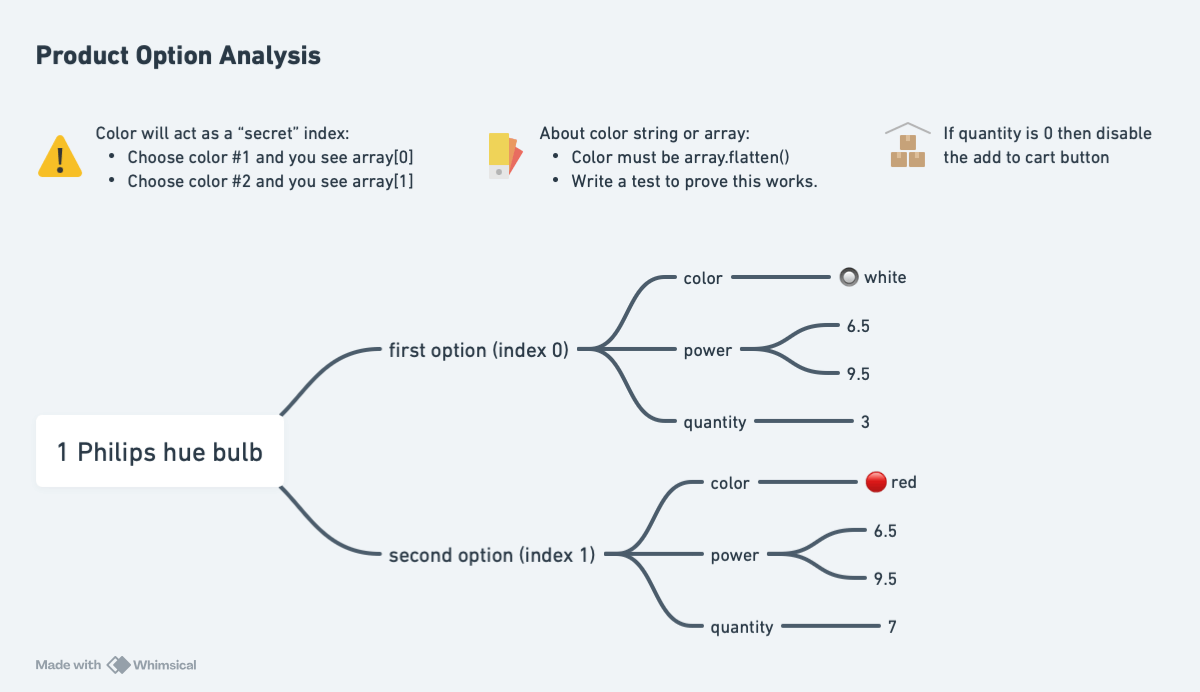 Product Option Analysis
Color will act as a “secret” index:
• Choose color #1 and you see array[0]
• Choose color #2 and you see array[1]
About color string or array:
• Color must be array.flatten()
• Write a test to prove this works.
If quantity is 0 then disable
the add to cart button
1 Philips hue bulb
first option (index 0)
color
white
power
6.5
9.5
quantity
3
second option (index 1)
color
red
power
6.5
9.5
quantity
7
Made with Whimsical